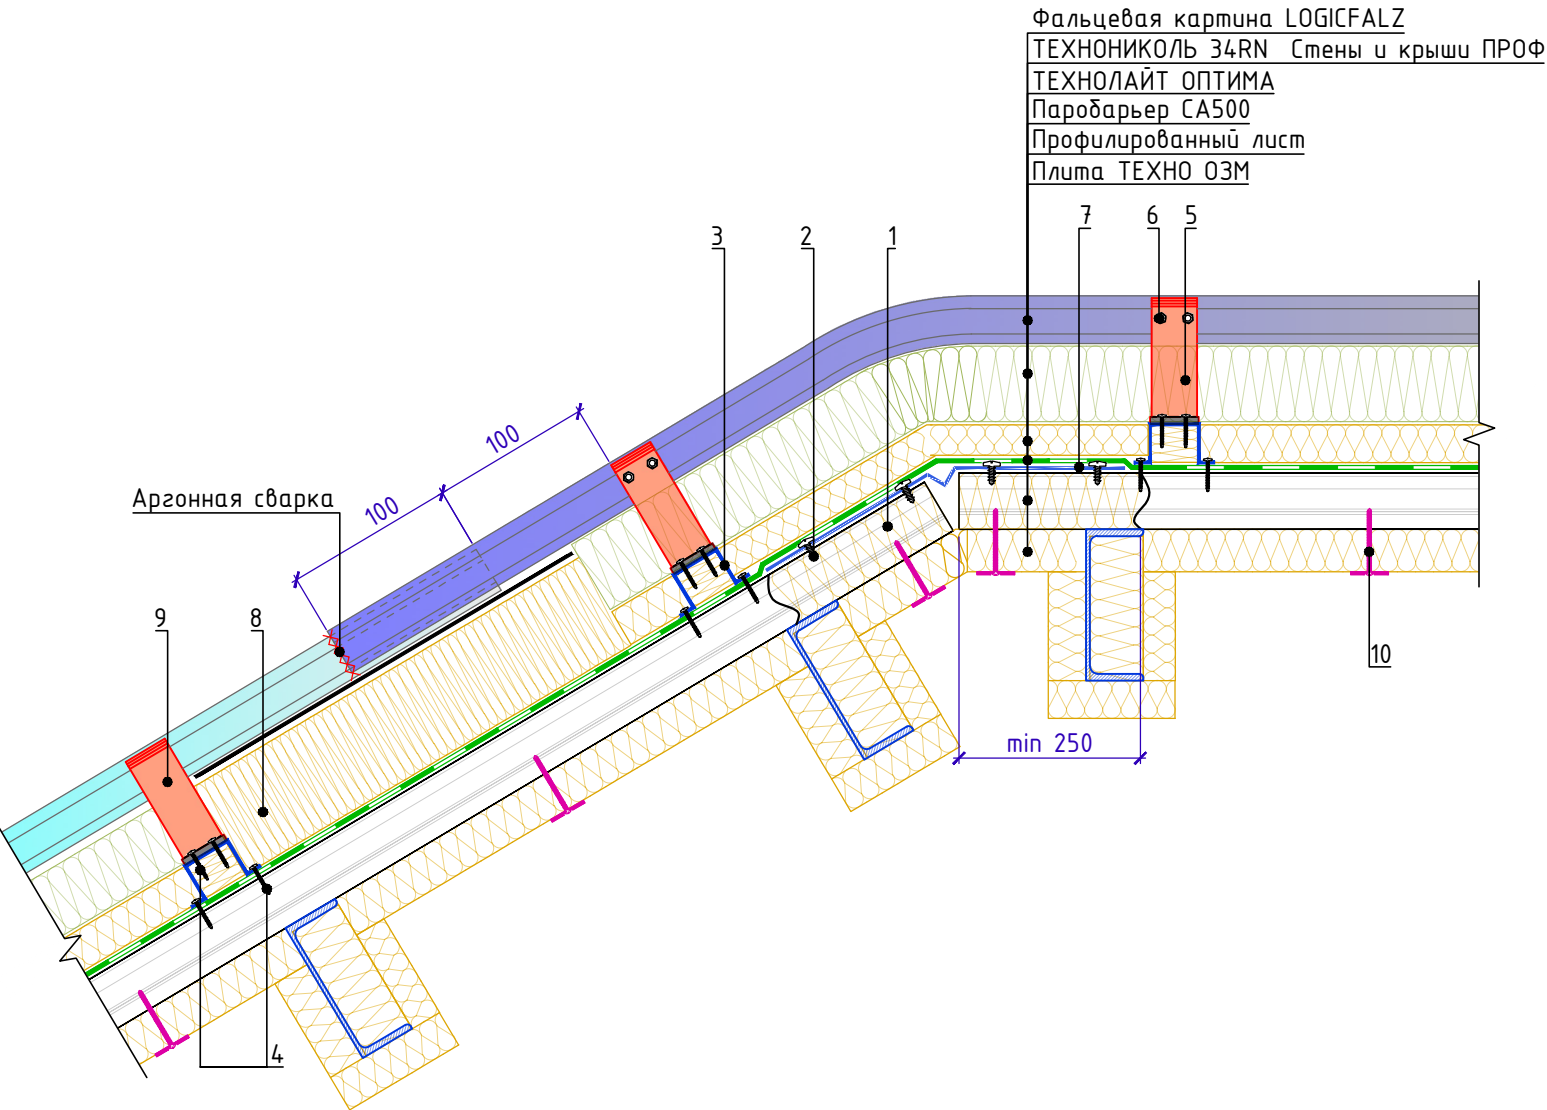 Фальцевая картина LOGICFALZ
ТЕХНОНИКОЛЬ 34RN Стены и крыши ПРОФ
ТЕХНОЛАЙТ ОПТИМА
Паробарьер СА500
Профилированный лист
Плита ТЕХНО ОЗМ
7
6
5
3
2
1
100
100
Аргонная сварка
9
8
10
min 250
4